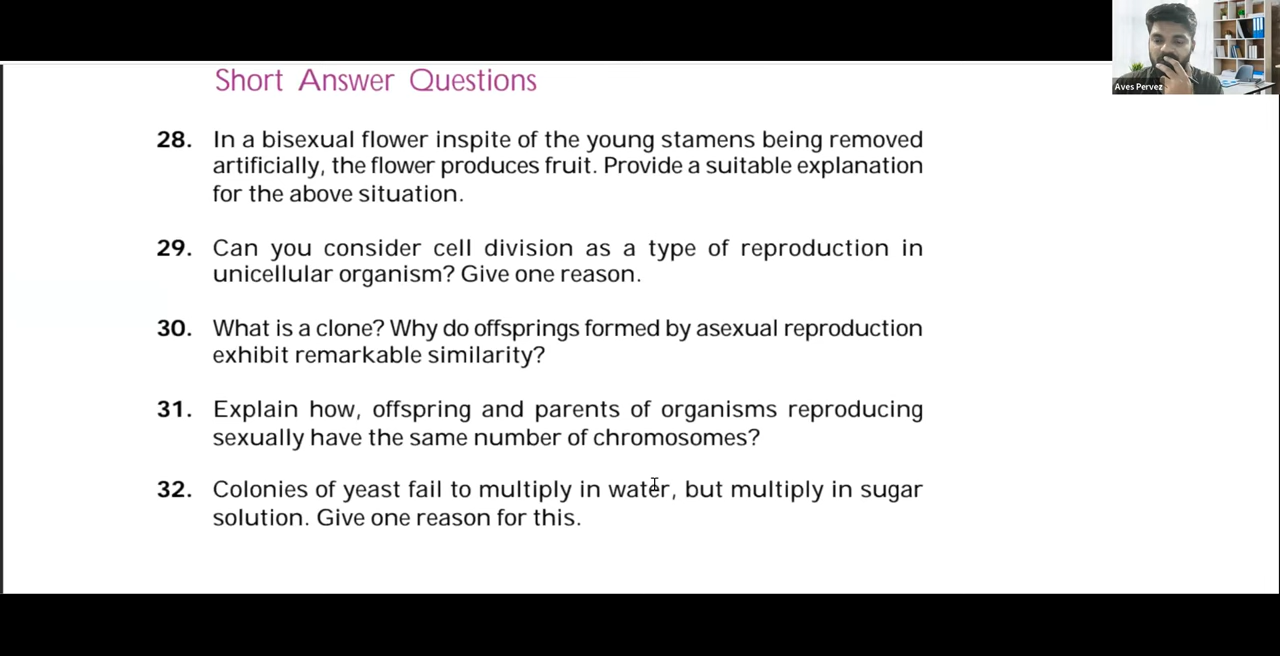 Aves Pervez
Short Answer Questions
28. In a bisexual flower inspite of the young stamens being removed
artificially, the flower produces fruit. Provide a suitable explanation
for the above situation.
29. Can you consider cell division as a type of reproduction in
unicellular organism? Give one reason.
30. What is a clone? Why do offsprings formed by asexual reproduction
exhibit remarkable similarity?
31. Explain how, offspring and parents of organisms reproducing
sexually have the same number of chromosomes?
32. Colonies of yeast fail to multiply in water, but multiply in sugar
solution. Give one reason for this.